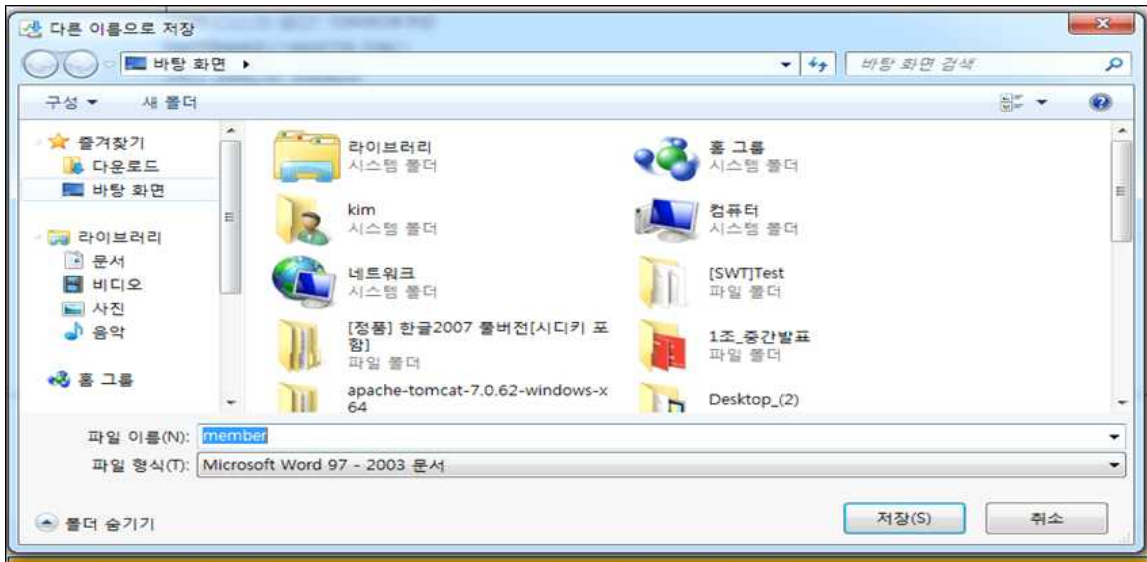 다른 이름으로 저장
바탕 화면
바탕 화면 검색
구성
새 폴더
즐겨찾기
다운로드
바탕 화면
라이브러리
문서
비디오
사진
음악
홈 그룹
라이브러리
시스템 폴더
홈 그룹
시스템 폴더
kim
시스템 폴더
컴퓨터
시스템 폴더
네트워크
시스템 폴더
[SWT]Test
파일 폴더
[정품] 한글2007 풀버전[시디키 포
함]
파일 폴더
1조_중간발표
파일 폴더
apache-tomcat-7.0.62-windows-x
64
Desktop_(2)
파일 이름(N): member
파일 형식(T): Microsoft Word 97 - 2003 문서
폴더 숨기기
저장(S)
취소